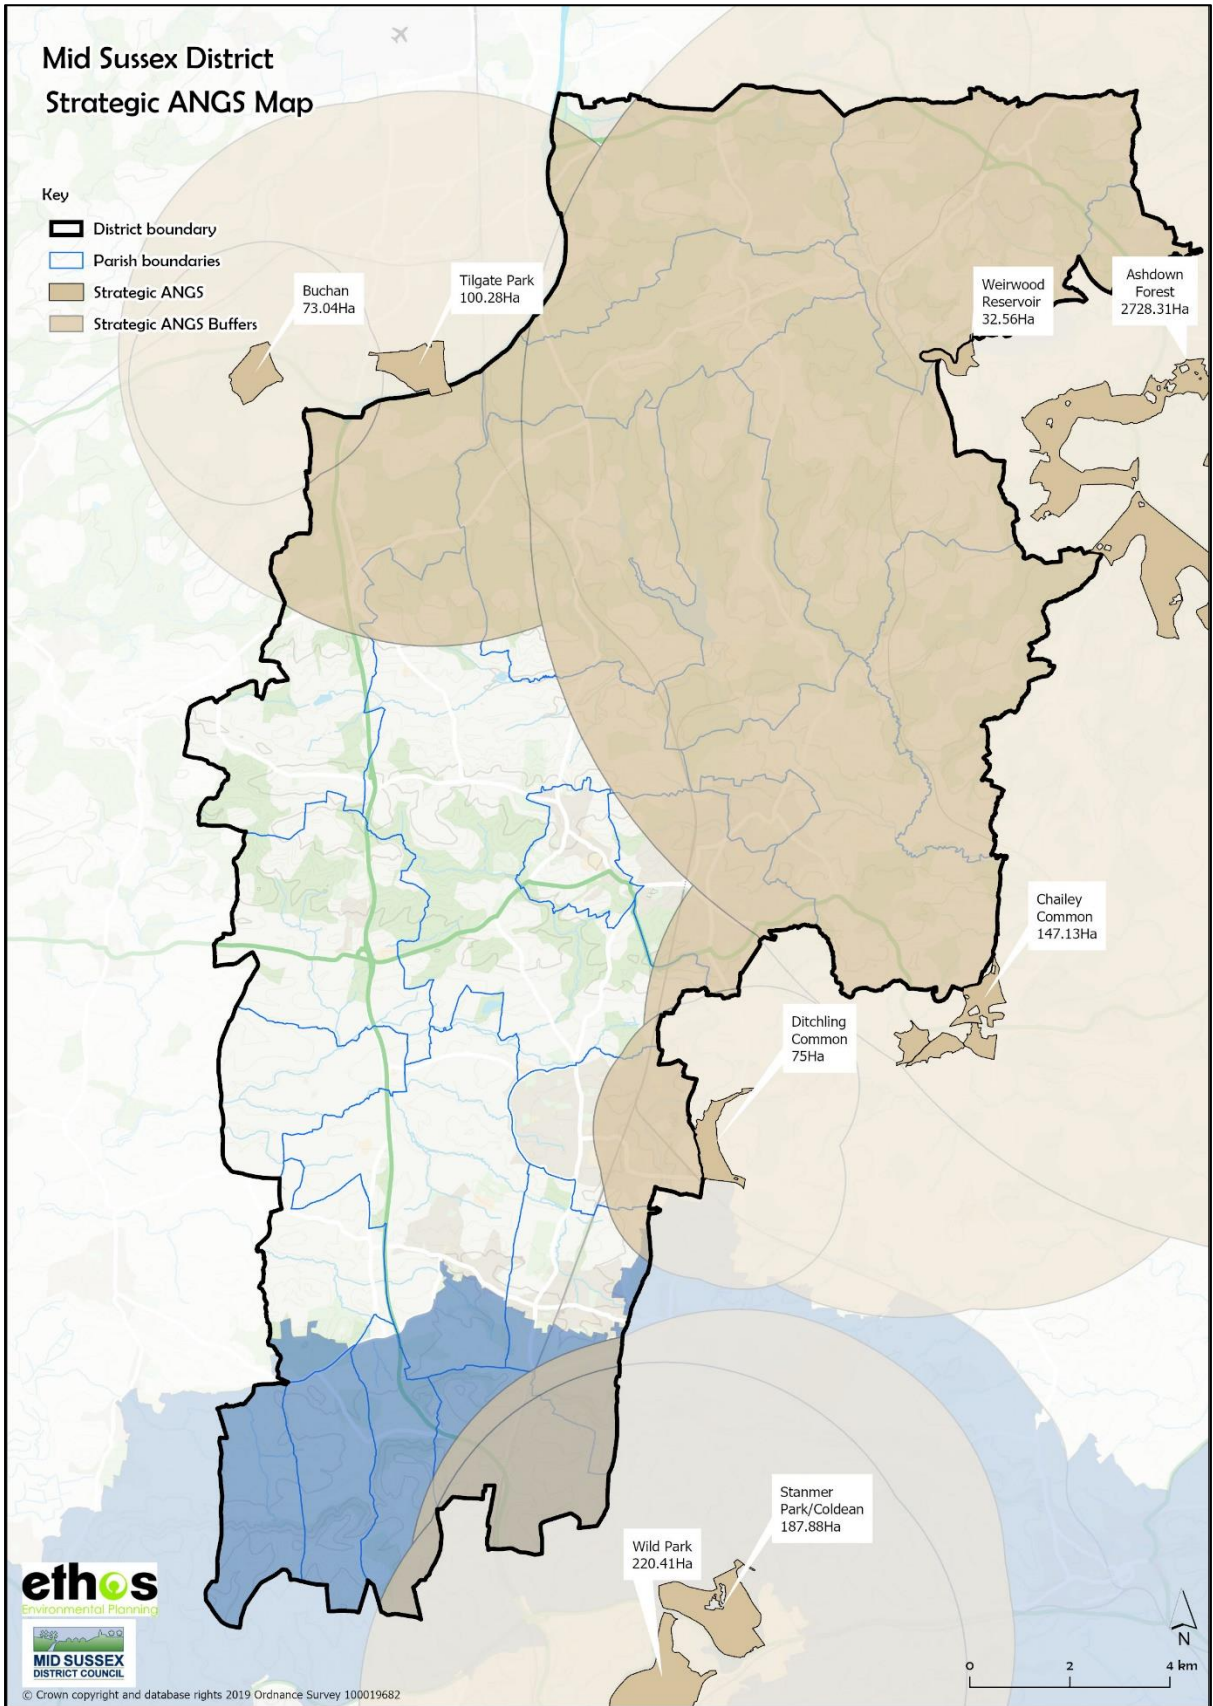 Mid Sussex District
Strategic ANGS Map
Key
District boundary
Parish boundaries
Strategic ANGS
Strategic ANGS Buffers
Buchan
73.04Ha
Tilgate Park
100.28Ha
Weirwood
Reservoir
32.56Ha
Ashdown
Forest
2728.31Ha
Chailey
Common
147.13Ha
Ditchling
Common
75Ha
Stanmer
Park/Coldean
187.88Ha
Wild Park
220.41Ha
ethos
Environmental Planning
MID SUSSEX
DISTRICT COUNCIL
N
0 2 4 km
© Crown copyright and database rights 2019 Ordnance Survey 100019682